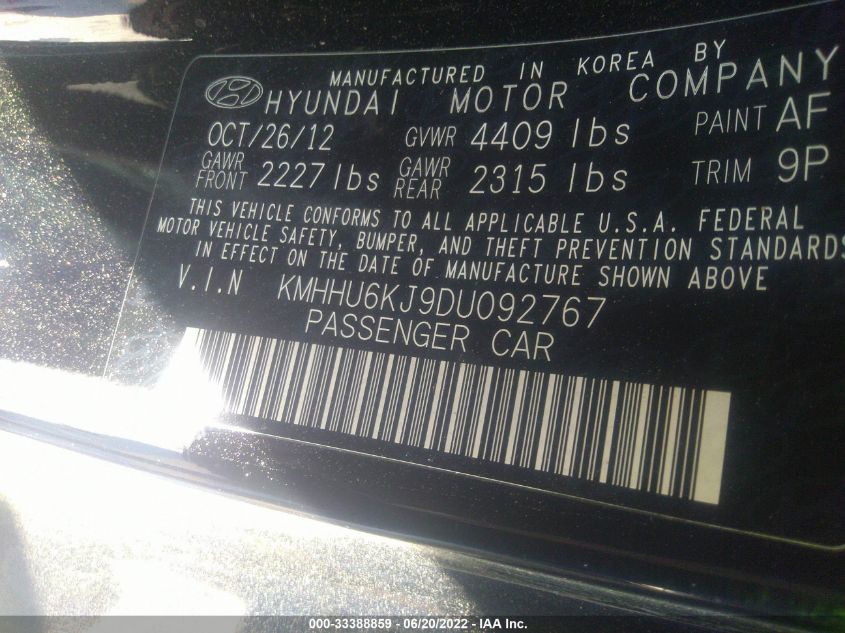 MANUFACTURED IN KOREA BY
HYUNDAI MOTOR COMPANY
OCT/26/12 GVWR 4409 lbs PAINT AF
GAWR FRONT 2227 lbs GAWR REAR 2315 lbs TRIM 9P
THIS VEHICLE CONFORMS TO ALL APPLICABLE U.S.A. FEDERAL
MOTOR VEHICLE SAFETY, BUMPER, AND THEFT PREVENTION STANDARDS
IN EFFECT ON THE DATE OF MANUFACTURE SHOWN ABOVE
V.I.N KMHHU6KJ9DU092767
PASSENGER CAR
000-33388859 - 06/20/2022 - IAA Inc.